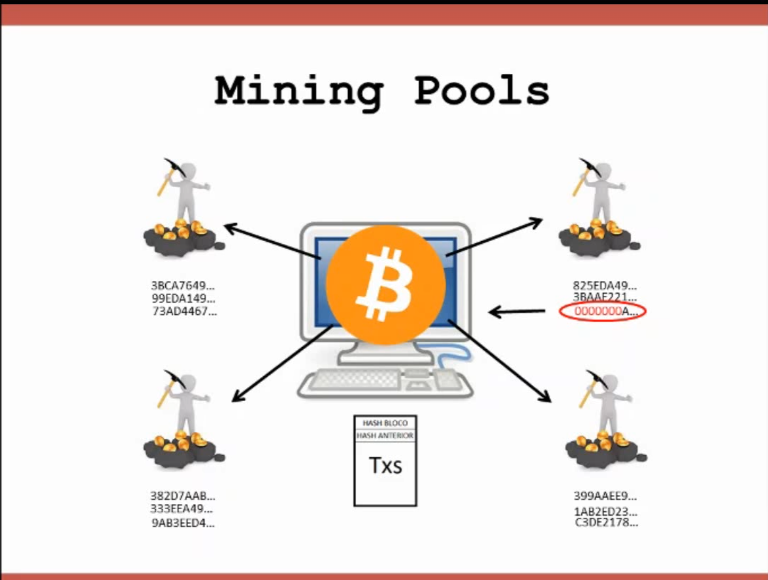 Mining Pools
3BCA7649...
99EDA149...
73AD4467...
825EDA49...
3BAAE221...
0000000A...
HASH BLOCO
HASH ANTERIOR
Txs
382D7AAB...
333EEA49...
9AB3EED4...
399AAEE9...
1AB2ED23...
C3DE2178...